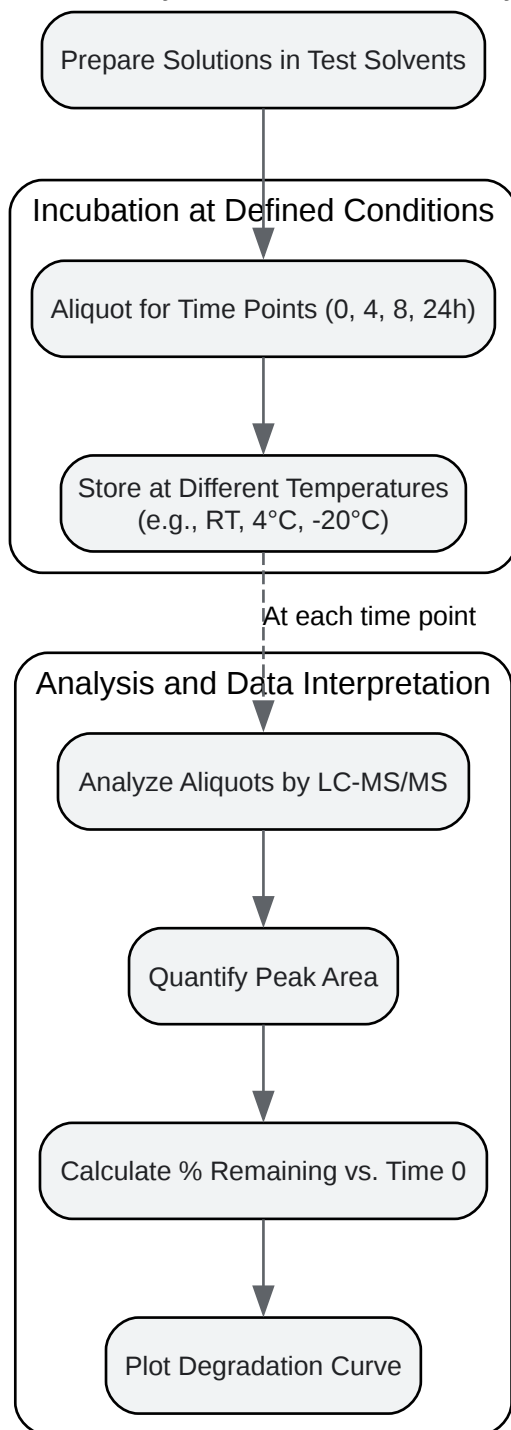 Prepare Solutions in Test Solvents
Incubation at Defined Conditions
Aliquot for Time Points (0, 4, 8, 24h)
Store at Different Temperatures
(e.g., RT, 4°C, -20°C)
At each time point
Analysis and Data Interpretation
Analyze Aliquots by LC-MS/MS
Quantify Peak Area
Calculate % Remaining vs. Time 0
Plot Degradation Curve